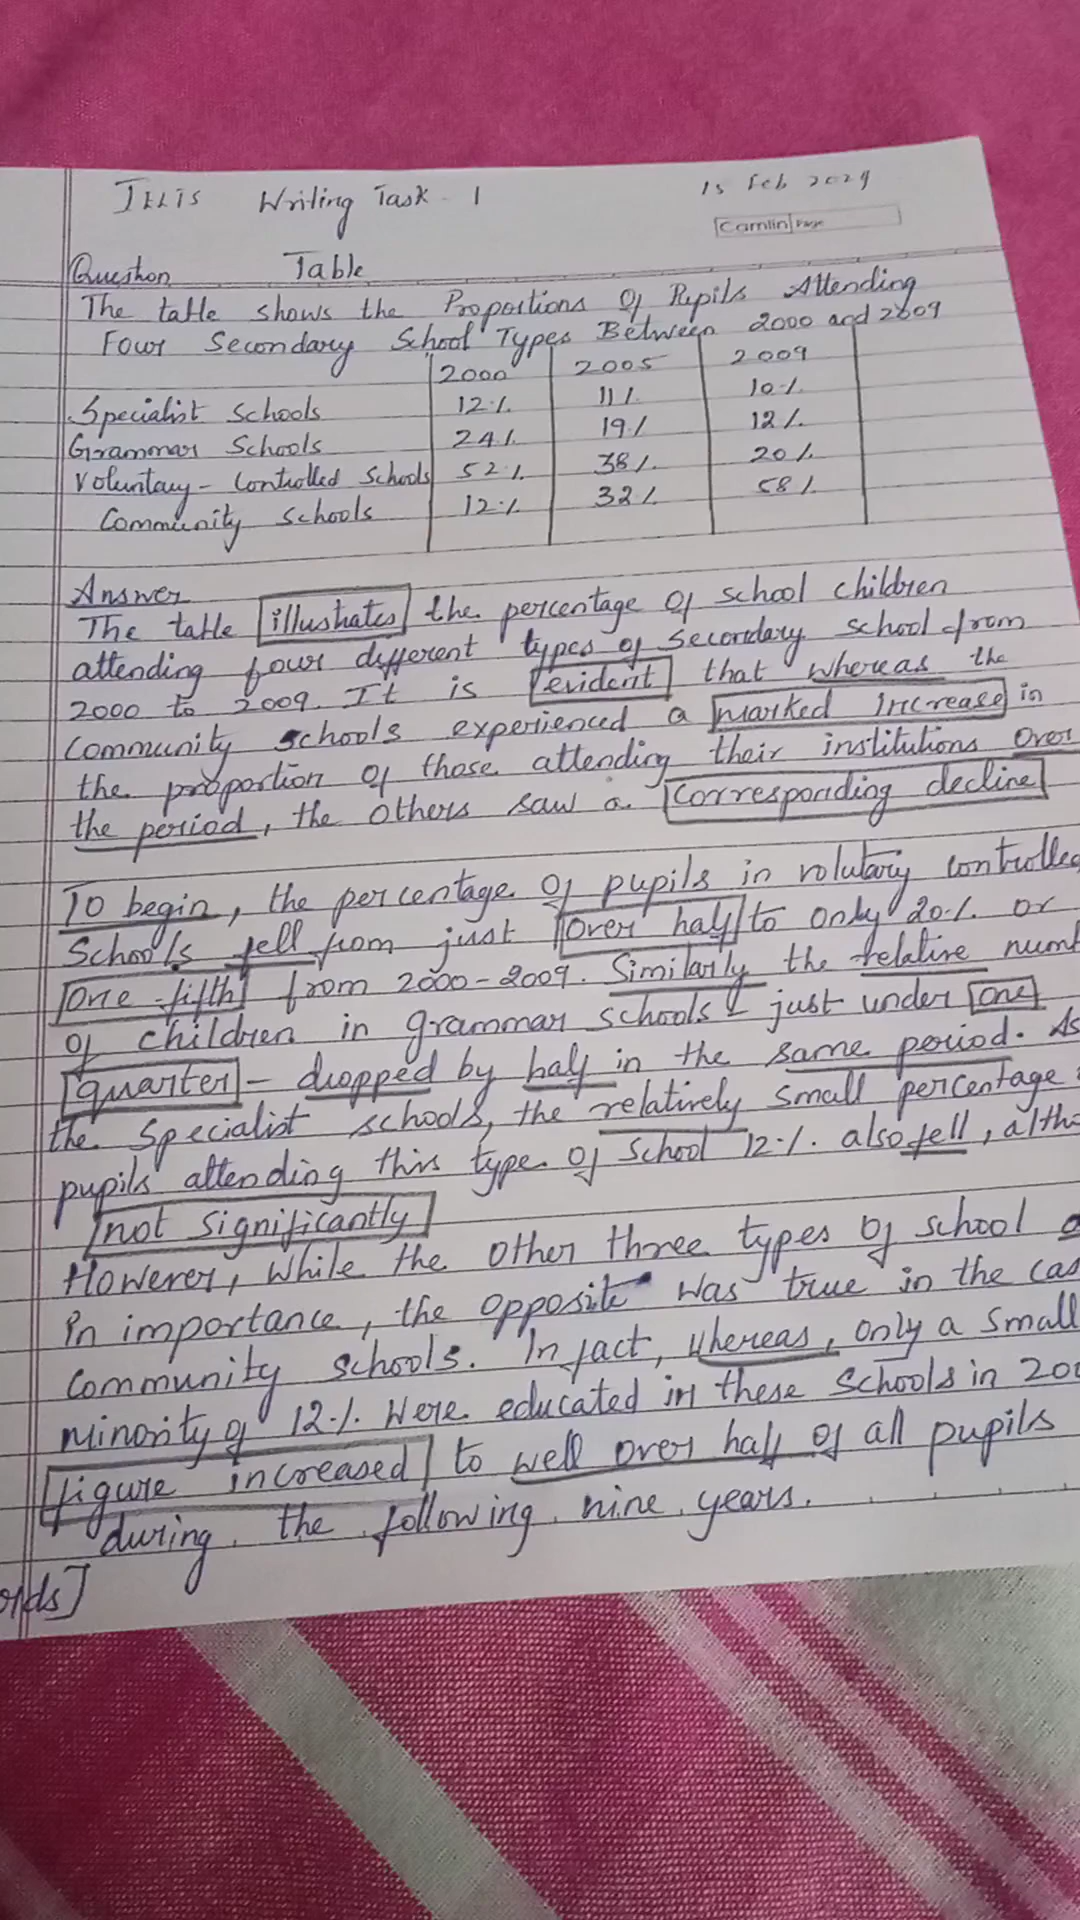 IELTS Writing Task - 1
15 Feb 2024
Camlin Page
Question Table
The table shows the Proportions Of Pupils Attending
Four Secondary School Types Between 2000 and 2009
2000 2005 2009
Specialist Schools 12% 11% 10%
Grammar Schools 24% 19% 12%
Voluntary - Controlled Schools 52% 38% 20%
Community Schools 12% 32% 58%
Answer
The table illustrates the percentage of school children
attending four different types of secondary school from
2000 to 2009. It is evident that whereas the
Community schools experienced a marked increase in
the proportion of those attending their institutions over
the period, the others saw a corresponding decline
To begin, the percentage of pupils in volutary controlled
Schools fell from just over half to only 20% or
one fifth from 2000-2009. Similarly the relative numb
of children in grammar schools - just under one
quarter - dropped by half in the same period. As
the specialist schools, the relatively small percentage
pupils attending this type of school 12% also fell, altho
not significantly
However, While the other three types of school
in importance, the opposite was true in the cas
Community schools. In fact, whereas, only a small
minority of 12% were educated in these schools in 200
figure increased to well over half of all pupils
during the following nine years.
ords]